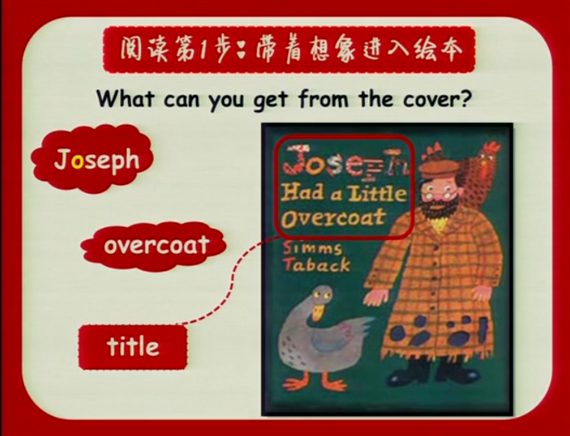 阅读第1步：带着想象进入绘本
What can you get from the cover?
Joseph
overcoat
title
Joseph
Had a Little
Overcoat
Simms
Taback